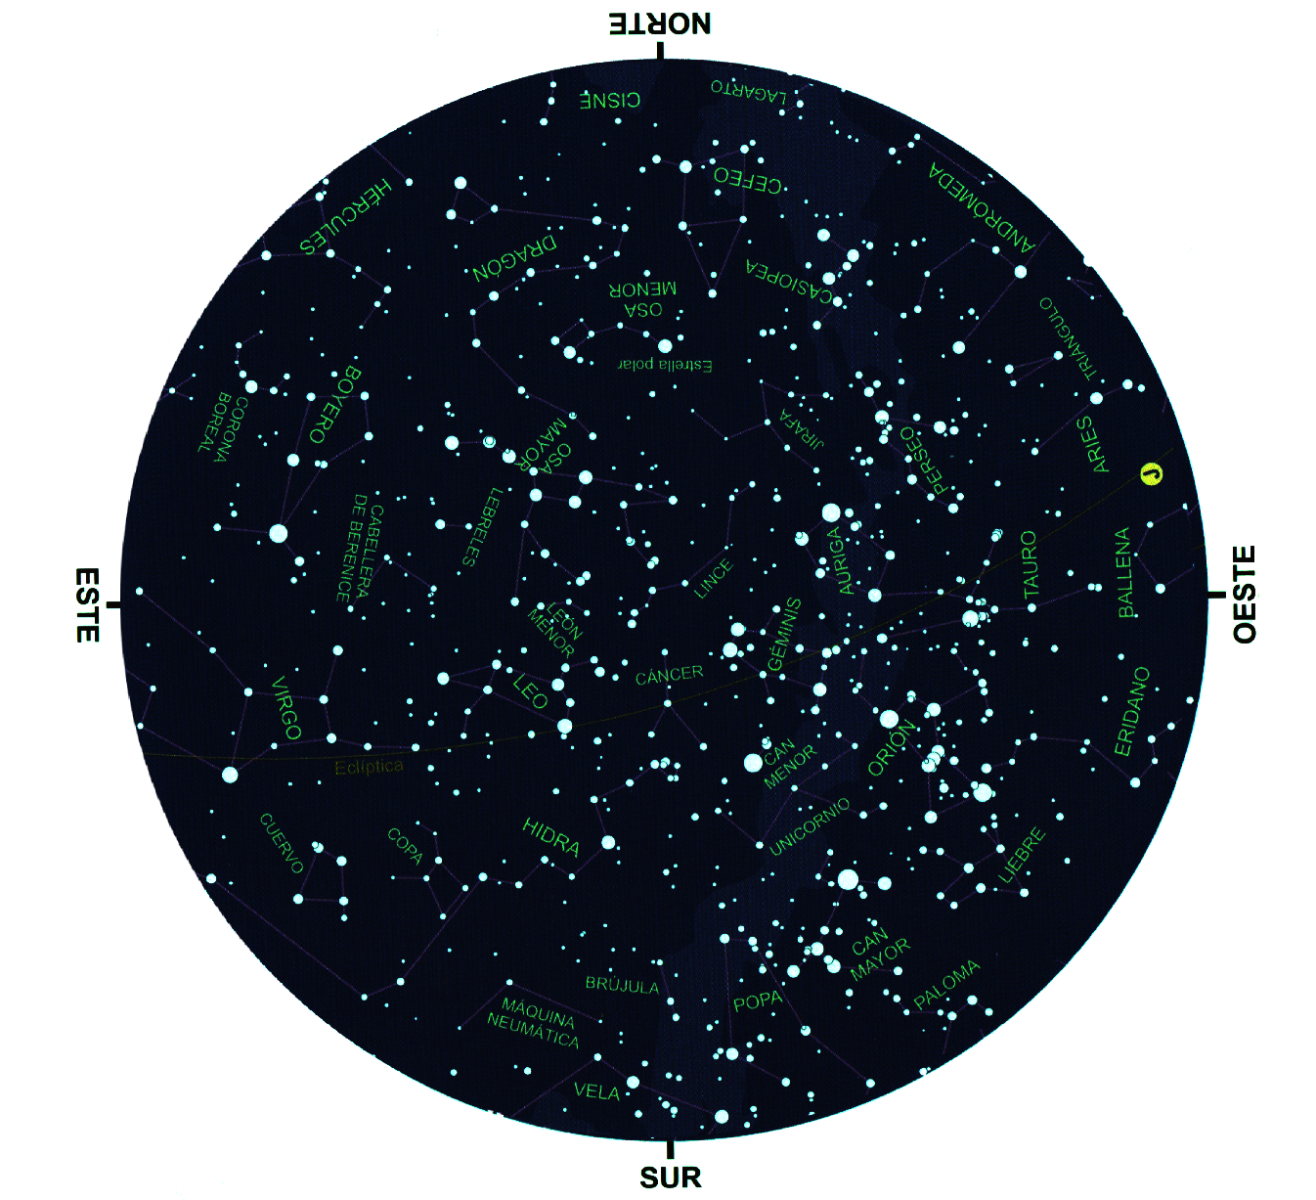 NORTE
CISNE
LAGARTO
CEFEO
ANDRÓMEDA
HÉRCULES
DRAGÓN
CASIOPEA
OSA
MENOR
Estrella polar
TRIÁNGULO
BOYERO
CORONA
BOREAL
OSA
MAYOR
JIRAFA
PERSEO
ARIES
J
LEBRELES
CABELLERA
DE BERENICE
LINCE
AURIGA
TAURO
BALLENA
ESTE
OESTE
LEÓN
MENOR
GÉMINIS
CÁNCER
LEO
VIRGO
ERIDANO
ORIÓN
Eclíptica
CAN
MENOR
UNICORNIO
HIDRA
COPA
CUERVO
LIEBRE
CAN
MAYOR
PALOMA
BRÚJULA
POPA
MÁQUINA
NEUMÁTICA
VELA
SUR